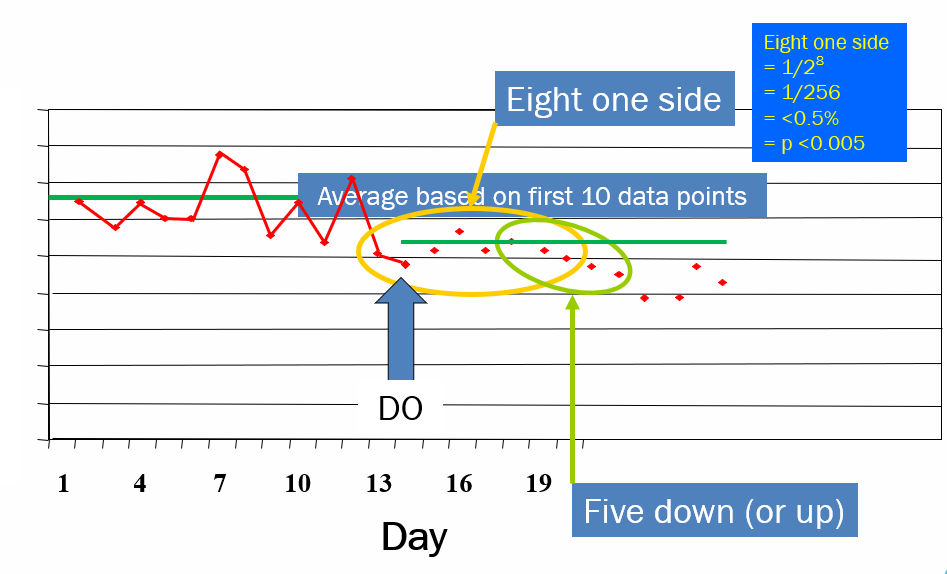 Eight one side
= 1/2⁸
= 1/256
= <0.5%
= p <0.005
Eight one side
Average based on first 10 data points
DO
1 4 7 10 13 16 19
Day
Five down (or up)